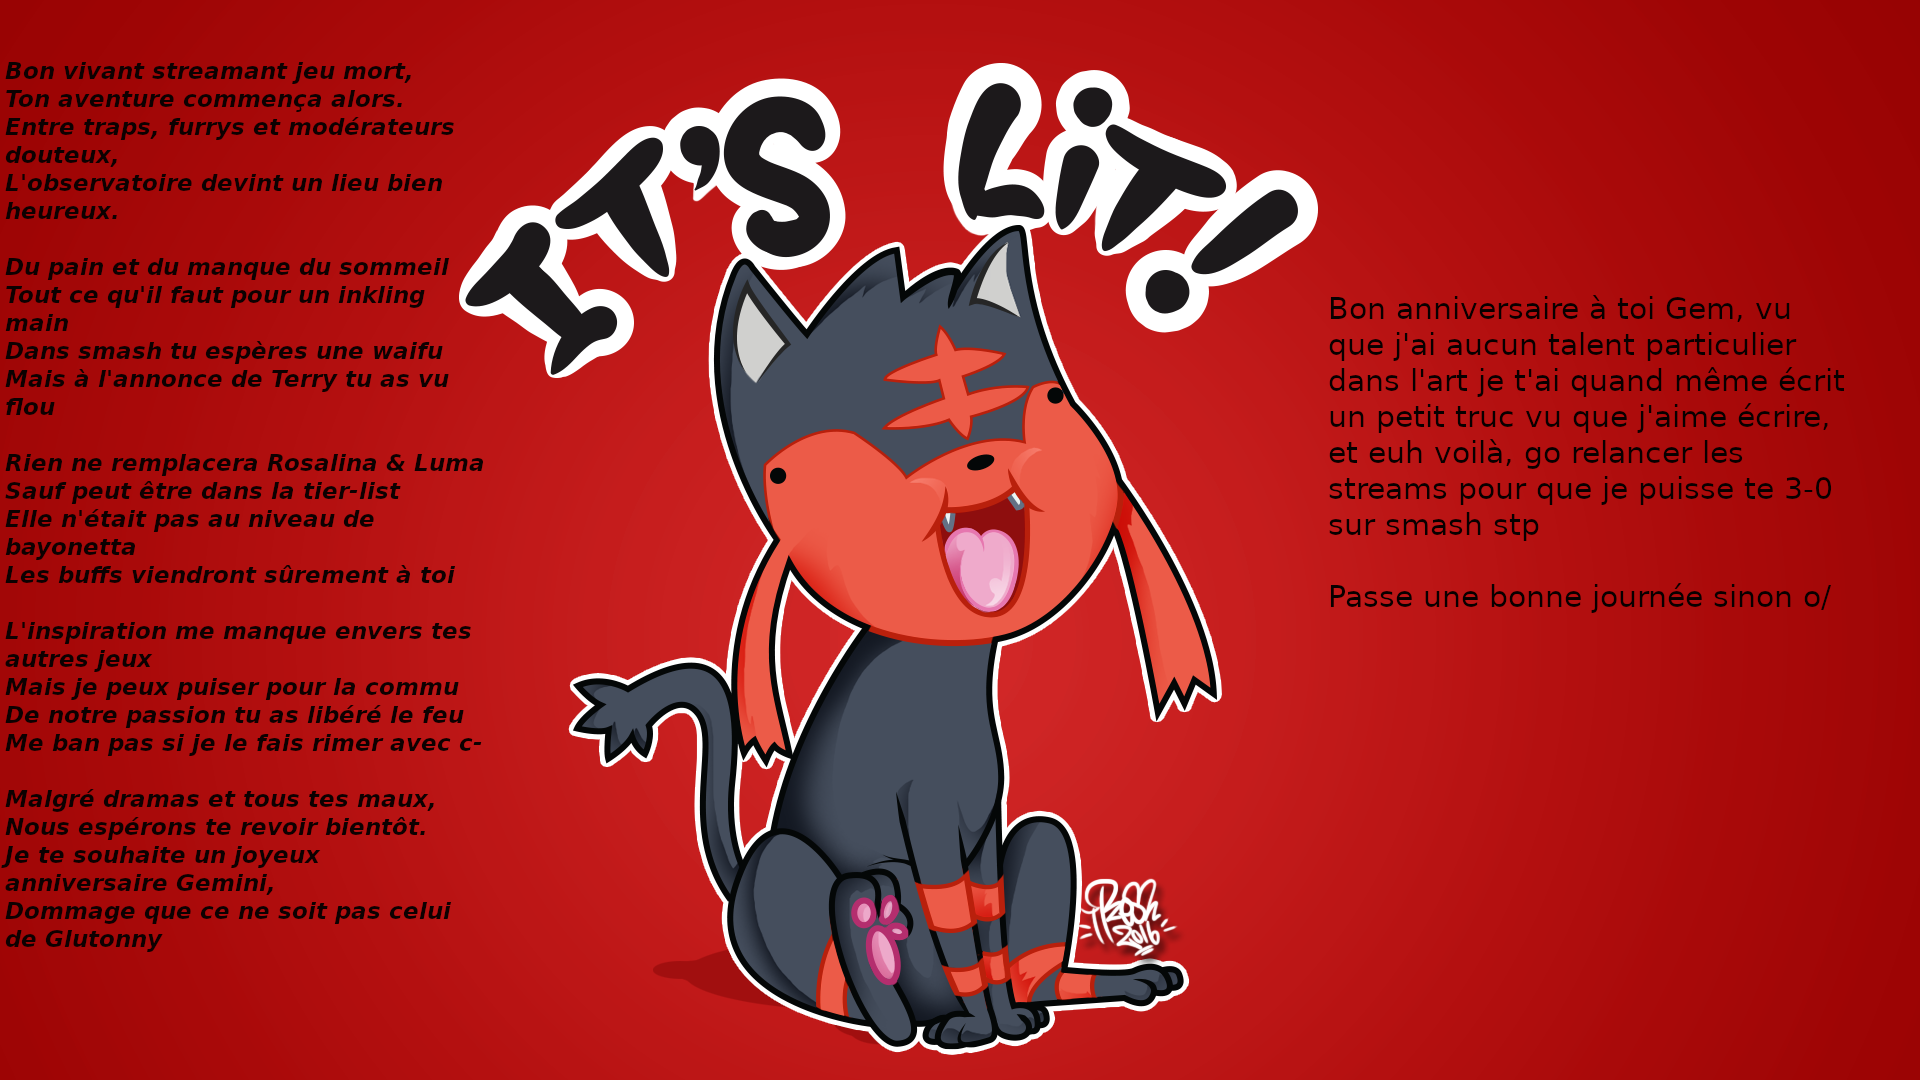 IT'S LiT!
Bon vivant streamant jeu mort,
Ton aventure commença alors.
Entre traps, furrys et modérateurs
douteux,
L'observatoire devint un lieu bien
heureux.
Du pain et du manque du sommeil
Tout ce qu'il faut pour un inkling
main
Dans smash tu espères une waifu
Mais à l'annonce de Terry tu as vu
flou
Rien ne remplacera Rosalina & Luma
Sauf peut être dans la tier-list
Elle n'était pas au niveau de
bayonetta
Les buffs viendront sûrement à toi
L'inspiration me manque envers tes
autres jeux
Mais je peux puiser pour la commu
De notre passion tu as libéré le feu
Me ban pas si je le fais rimer avec c-
Malgré dramas et tous tes maux,
Nous espérons te revoir bientôt.
Je te souhaite un joyeux
anniversaire Gemini,
Dommage que ce ne soit pas celui
de Glutonny
Bon anniversaire à toi Gem, vu
que j'ai aucun talent particulier
dans l'art je t'ai quand même écrit
un petit truc vu que j'aime écrire,
et euh voilà, go relancer les
streams pour que je puisse te 3-0
sur smash stp
Passe une bonne journée sinon o/
2016